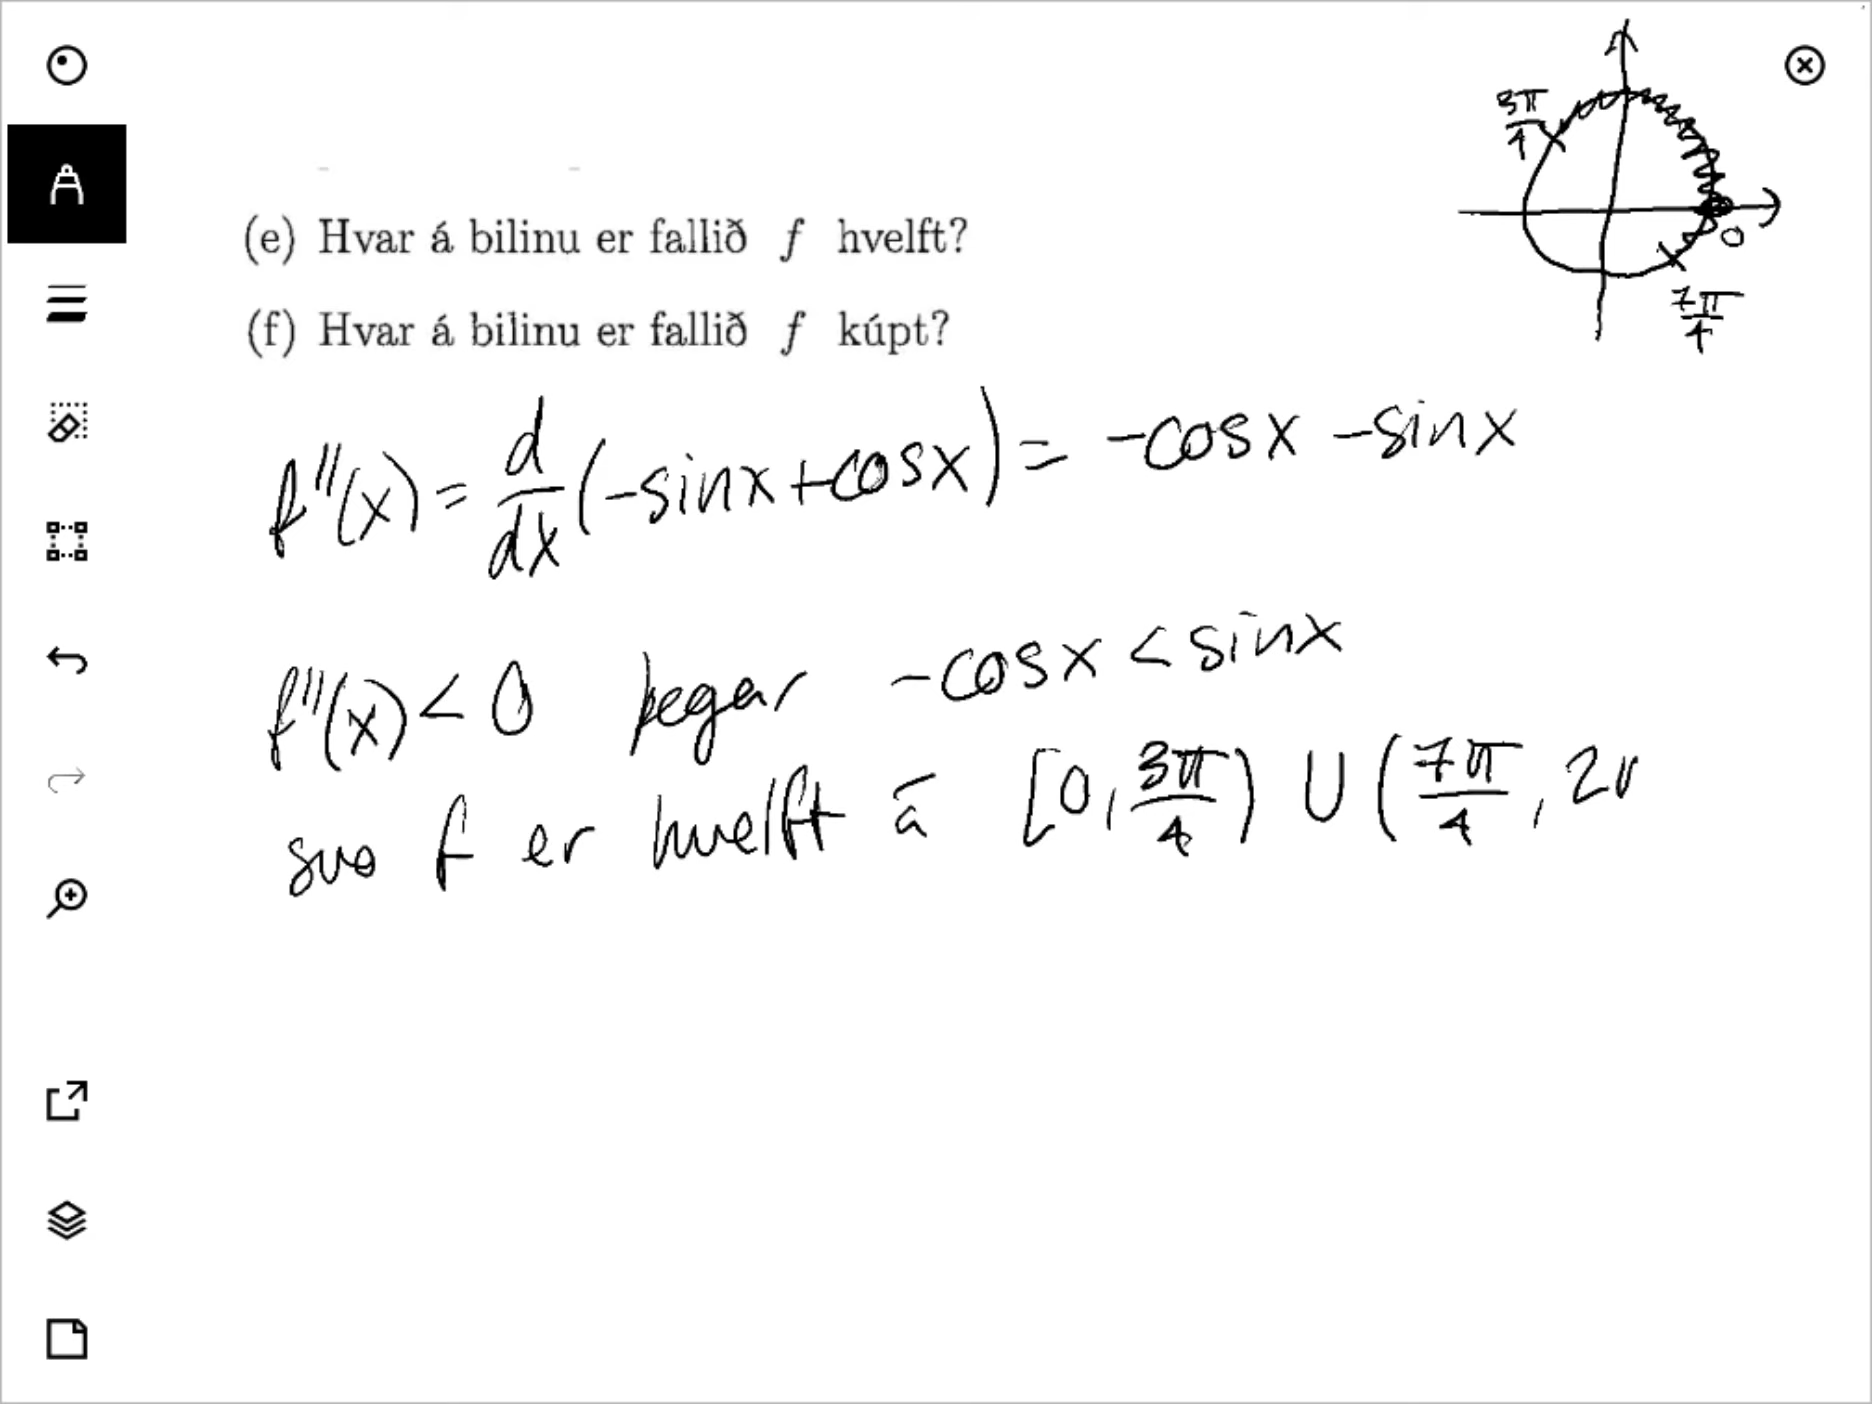 3π/4
0
7π/4
(e) Hvar á bilinu er fallið f hvelft?
(f) Hvar á bilinu er fallið f kúpt?
f''(x) = d/dx (-sinx+cosx) = -cosx -sinx
f''(x) < 0 þegar -cosx < sinx
svo f er hvelft á [0, 3π/4) ∪ (7π/4, 2